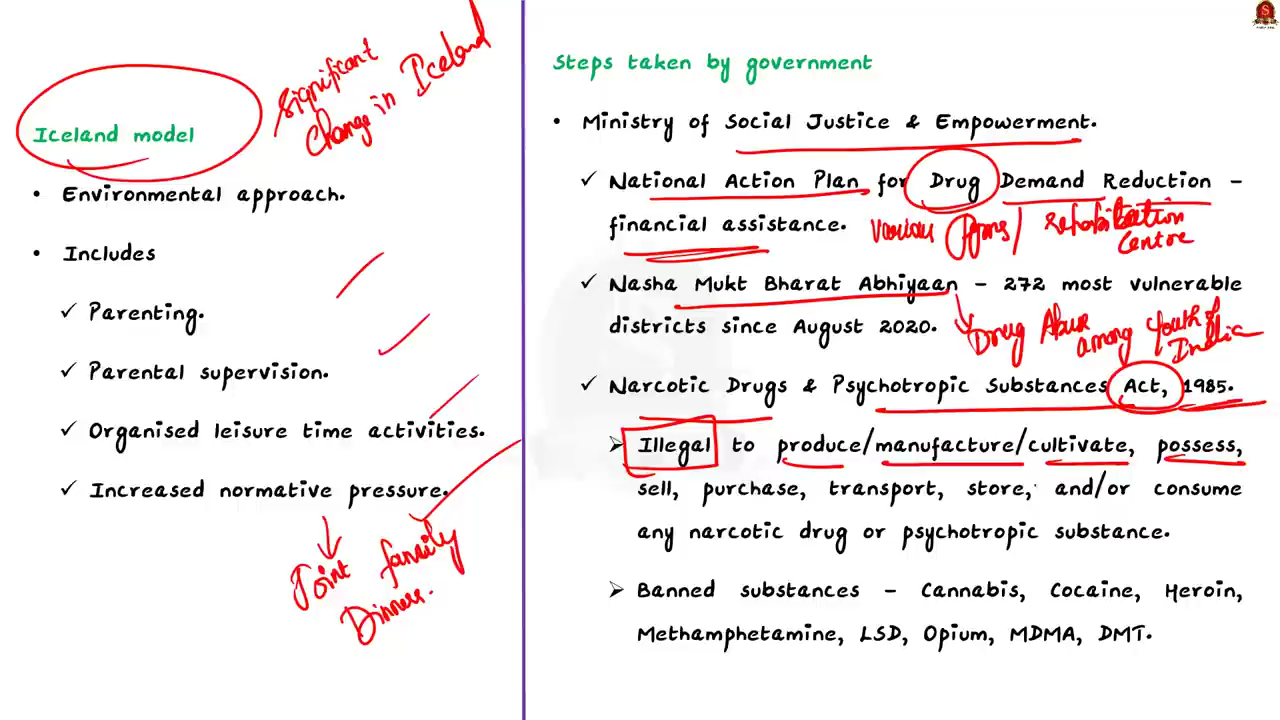 Iceland model
significant
change in Iceland
• Environmental approach.
• Includes
✓ Parenting.
✓ Parental supervision.
✓ Organised leisure time activities.
✓ Increased normative pressure.
Joint family
Dinners.
Steps taken by government
• Ministry of Social Justice & Empowerment.
✓ National Action Plan for Drug Demand Reduction –
financial assistance.
various Pgms/ rehabilitation
centre
✓ Nasha Mukt Bharat Abhiyaan – 272 most vulnerable
districts since August 2020.
Drug Abuse
among youth of
India
✓ Narcotic Drugs & Psychotropic Substances Act, 1985.
➢ Illegal to produce/manufacture/cultivate, possess,
sell, purchase, transport, store, and/or consume
any narcotic drug or psychotropic substance.
➢ Banned substances – Cannabis, Cocaine, Heroin,
Methamphetamine, LSD, Opium, MDMA, DMT.